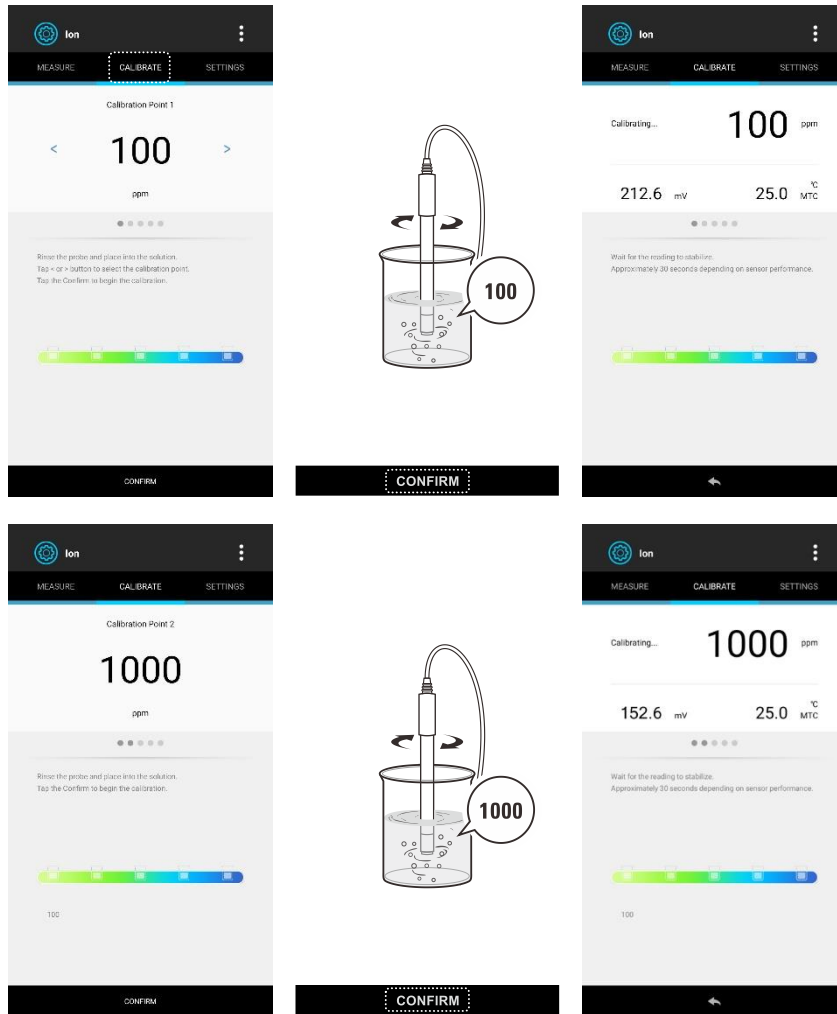 Ion
MEASURE CALIBRATE SETTINGS
Calibration Point 1
< 100 >
ppm
Rinse the probe and place into the solution.
Tap < or > button to select the calibration point.
Tap the Confirm to begin the calibration.
CONFIRM
100
CONFIRM
Ion
MEASURE CALIBRATE SETTINGS
Calibrating... 100 ppm
212.6 mV 25.0 °C MTC
Wait for the reading to stabilize.
Approximately 30 seconds depending on sensor performance.
Ion
MEASURE CALIBRATE SETTINGS
Calibration Point 2
1000
ppm
Rinse the probe and place into the solution.
Tap the Confirm to begin the calibration.
100
CONFIRM
1000
CONFIRM
Ion
MEASURE CALIBRATE SETTINGS
Calibrating... 1000 ppm
152.6 mV 25.0 °C MTC
Wait for the reading to stabilize.
Approximately 30 seconds depending on sensor performance.
100